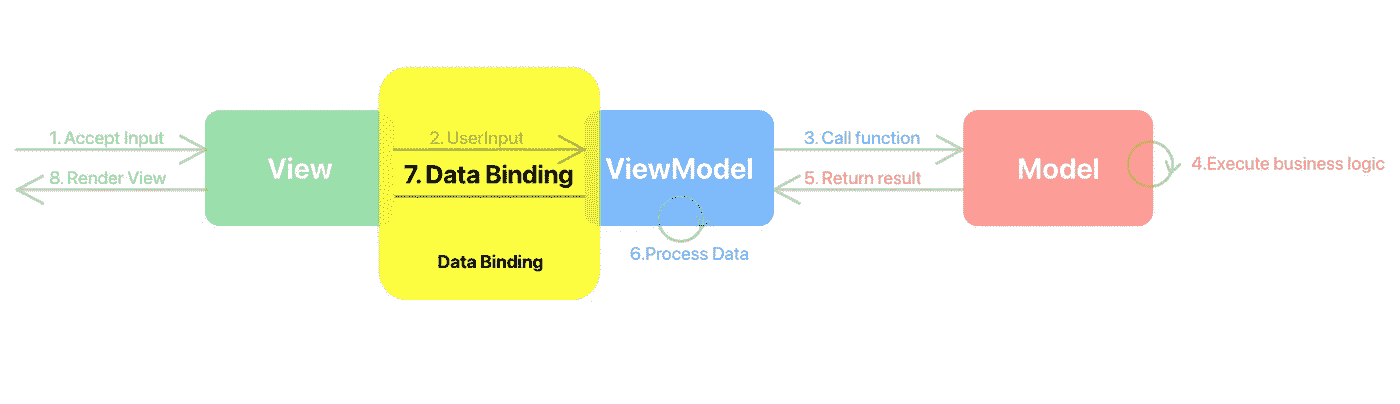 1. Accept Input
8. Render View
View
2. UserInput
7. Data Binding
Data Binding
ViewModel
6.Process Data
3. Call function
5. Return result
Model
4.Execute business logic